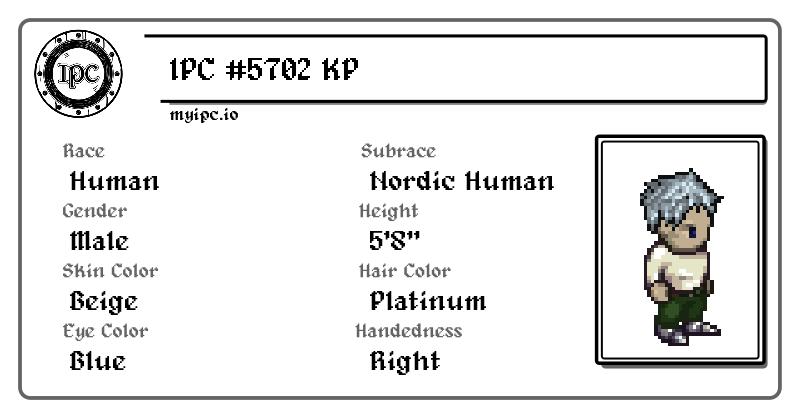 IPC
IPC #5702 KP
myipc.io
Race
Human
Subrace
Nordic Human
Gender
Male
Height
5'8"
Skin Color
Beige
Hair Color
Platinum
Eye Color
Blue
Handedness
Right